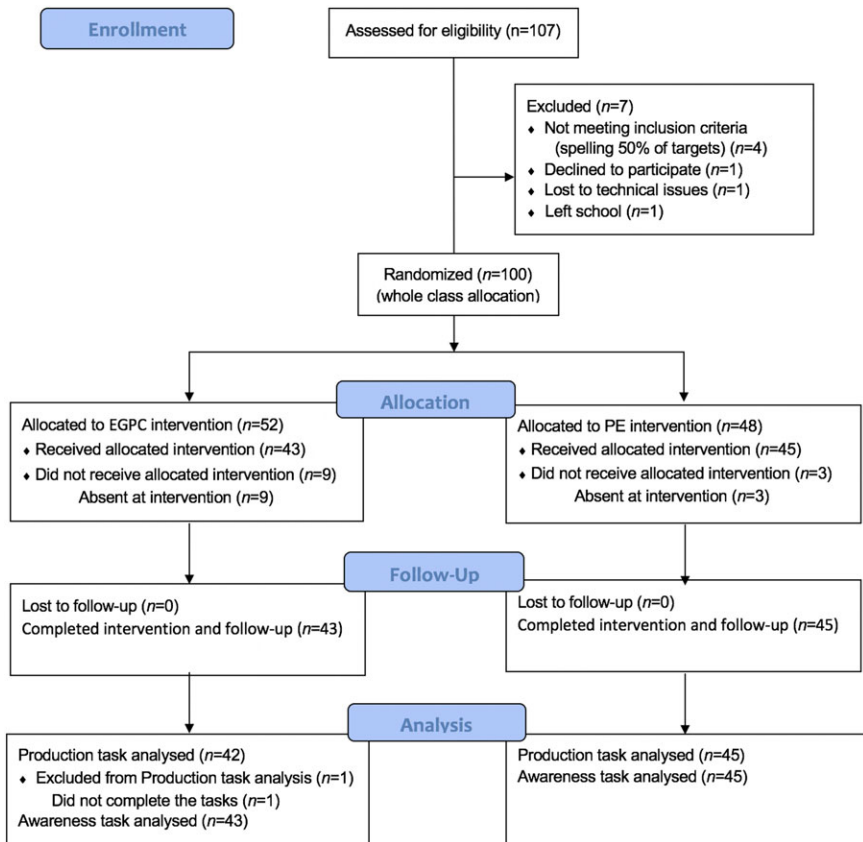 Enrollment
Assessed for eligibility (n=107)
Excluded (n=7)
♦ Not meeting inclusion criteria
(spelling 50% of targets) (n=4)
♦ Declined to participate (n=1)
♦ Lost to technical issues (n=1)
♦ Left school (n=1)
Randomized (n=100)
(whole class allocation)
Allocation
Allocated to EGPC intervention (n=52)
♦ Received allocated intervention (n=43)
♦ Did not receive allocated intervention (n=9)
Absent at intervention (n=9)
Allocated to PE intervention (n=48)
♦ Received allocated intervention (n=45)
♦ Did not receive allocated intervention (n=3)
Absent at intervention (n=3)
Follow-Up
Lost to follow-up (n=0)
Completed intervention and follow-up (n=43)
Lost to follow-up (n=0)
Completed intervention and follow-up (n=45)
Analysis
Production task analysed (n=42)
♦ Excluded from Production task analysis (n=1)
Did not complete the tasks (n=1)
Awareness task analysed (n=43)
Production task analysed (n=45)
Awareness task analysed (n=45)